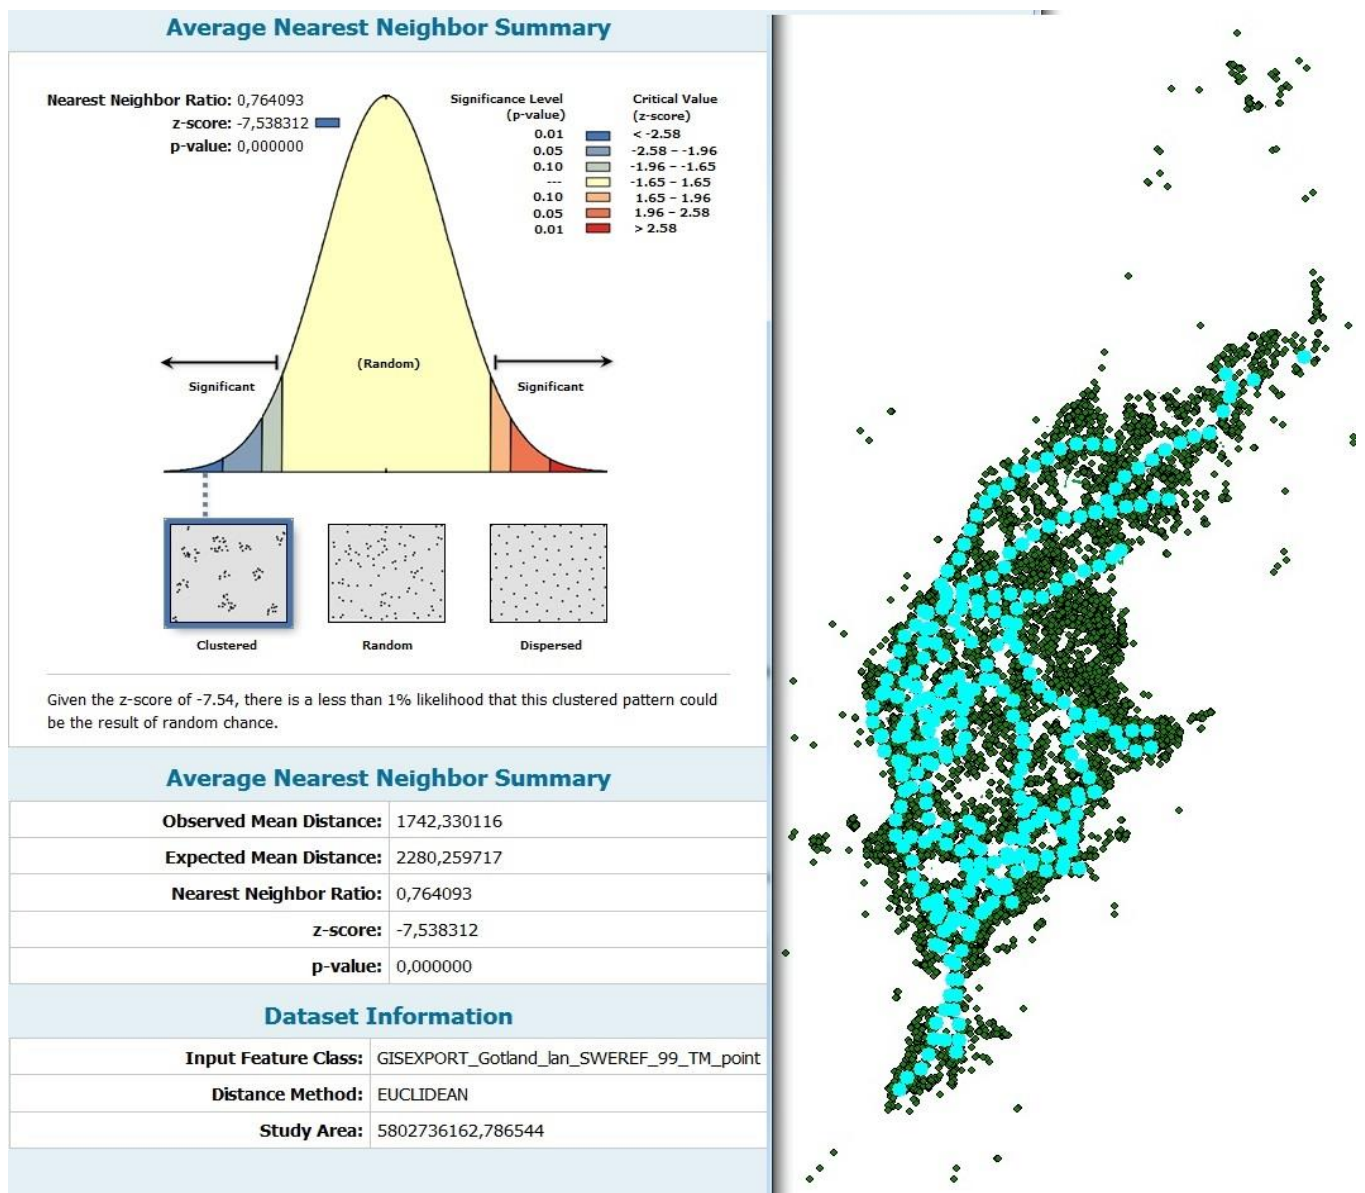 Average Nearest Neighbor Summary
Nearest Neighbor Ratio: 0,764093
z-score: -7,538312
p-value: 0,000000
Significance Level
(p-value)
Critical Value
(z-score)
0.01 < -2.58
0.05 -2.58 – -1.96
0.10 -1.96 – -1.65
--- -1.65 – 1.65
0.10 1.65 – 1.96
0.05 1.96 – 2.58
0.01 > 2.58
(Random)
Significant Significant
Clustered Random Dispersed
Given the z-score of -7.54, there is a less than 1% likelihood that this clustered pattern could
be the result of random chance.
Average Nearest Neighbor Summary
Observed Mean Distance: 1742,330116
Expected Mean Distance: 2280,259717
Nearest Neighbor Ratio: 0,764093
z-score: -7,538312
p-value: 0,000000
Dataset Information
Input Feature Class: GISEXPORT_Gotland_lan_SWEREF_99_TM_point
Distance Method: EUCLIDEAN
Study Area: 5802736162,786544